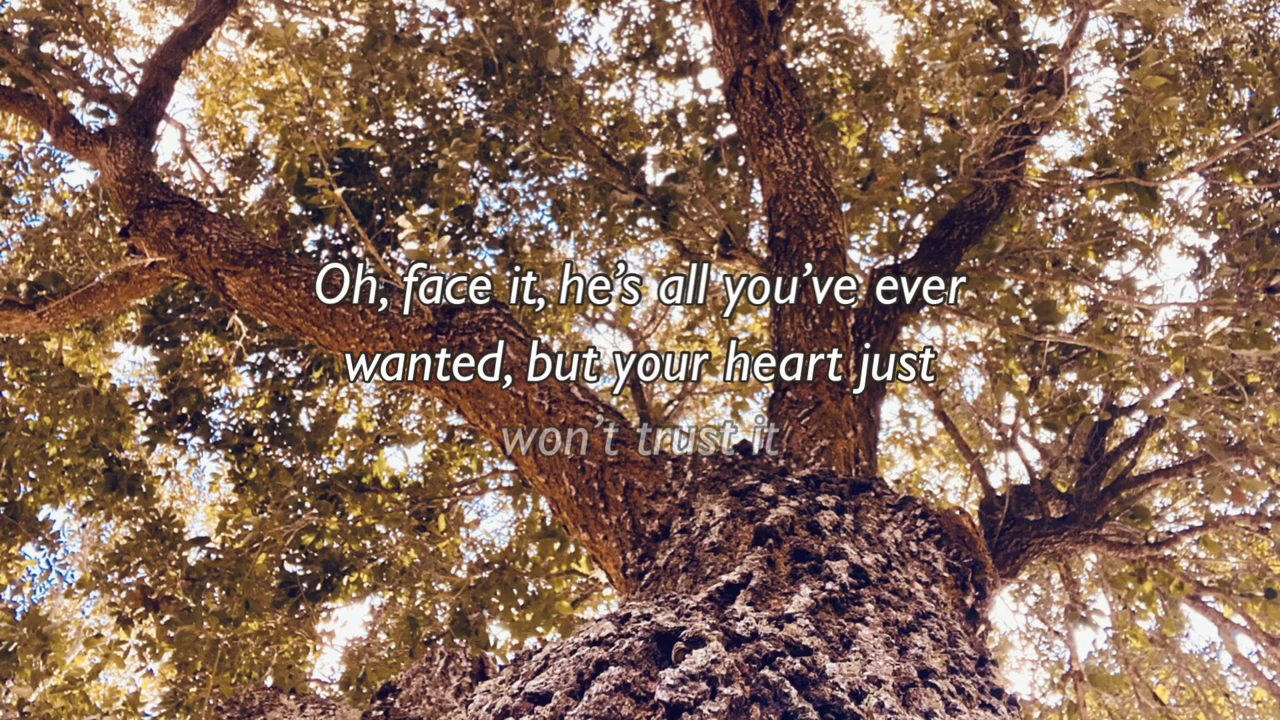 Oh, face it, he’s all you’ve ever
wanted, but your heart just
won’t trust it